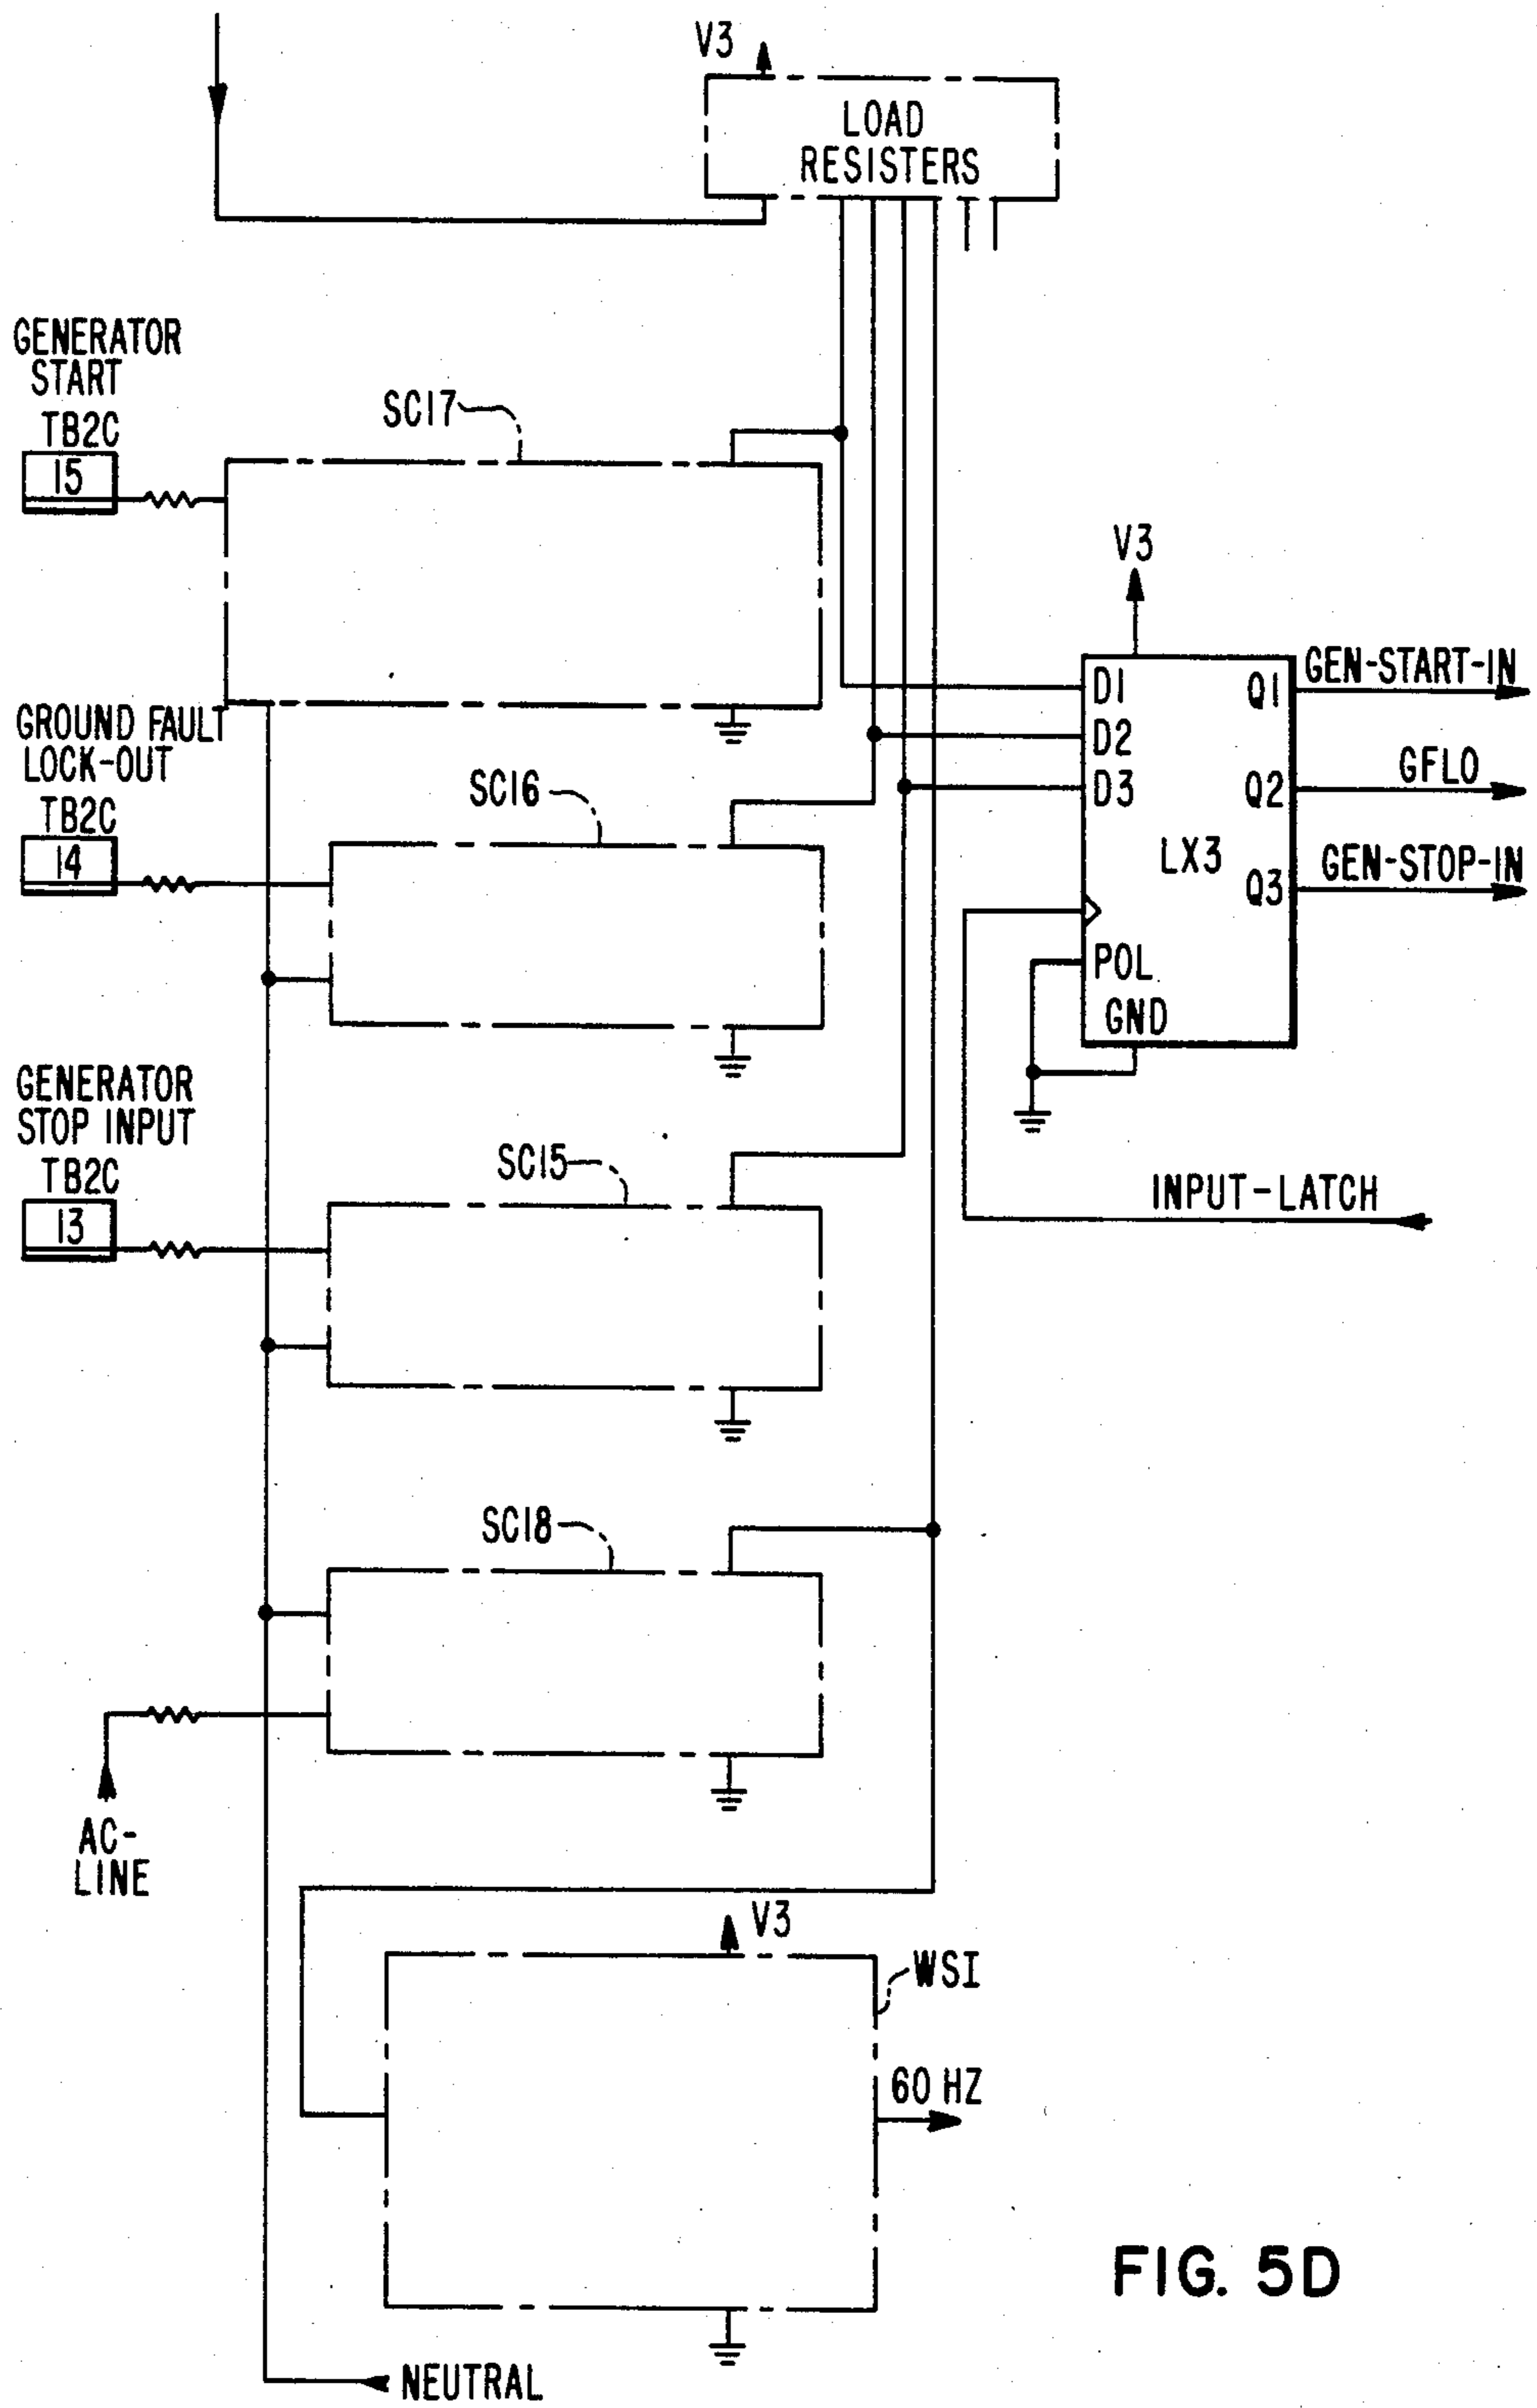 V3
LOAD
RESISTERS
GENERATOR
START
TB2C
15
SC17
V3
D1
Q1
GEN-START-IN
D2
GROUND FAULT
LOCK-OUT
TB2C
14
SC16
D3
Q2
GFLO
LX3
Q3
GEN-STOP-IN
POL
GND
GENERATOR
STOP INPUT
TB2C
13
SC15
INPUT-LATCH
SC18
AC-
LINE
V3
WSI
60 HZ
FIG. 5D
NEUTRAL